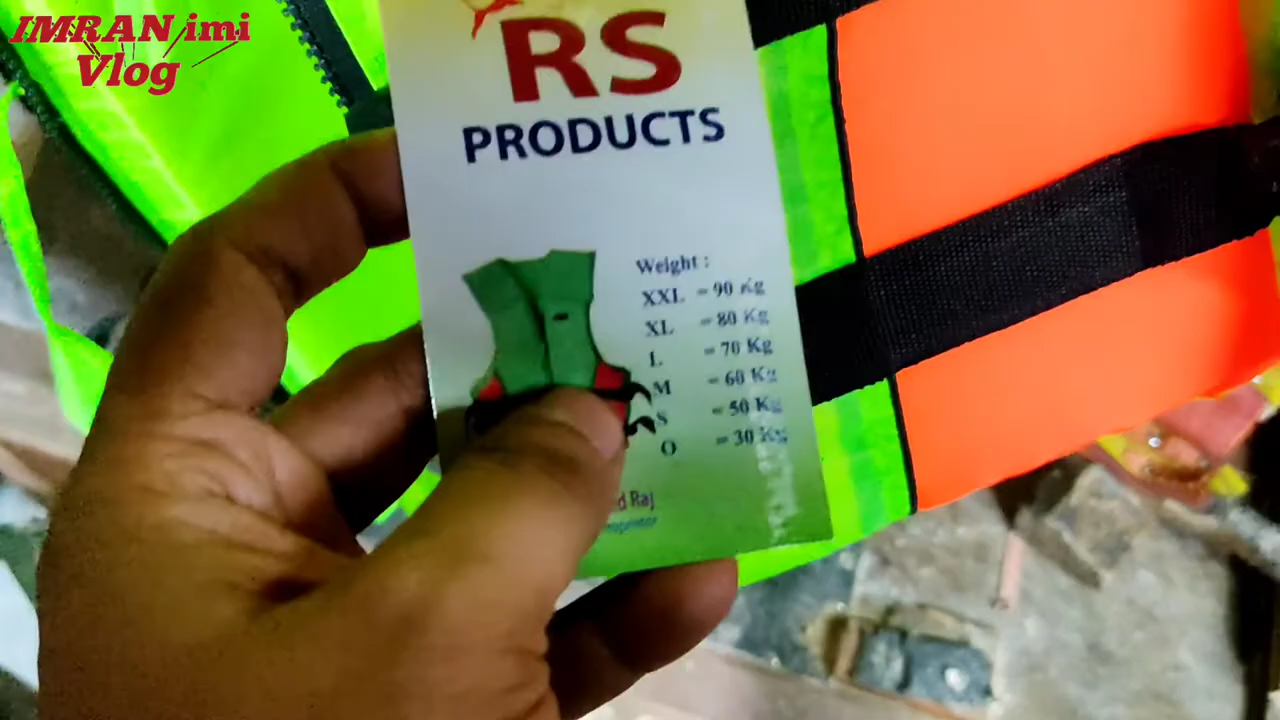 IMRAN imi
Vlog
RS
PRODUCTS
Weight :
XXL = 90 Kg
XL = 80 Kg
L = 70 Kg
M = 60 Kg
S = 50 Kg
O = 30 Kg
d Raj